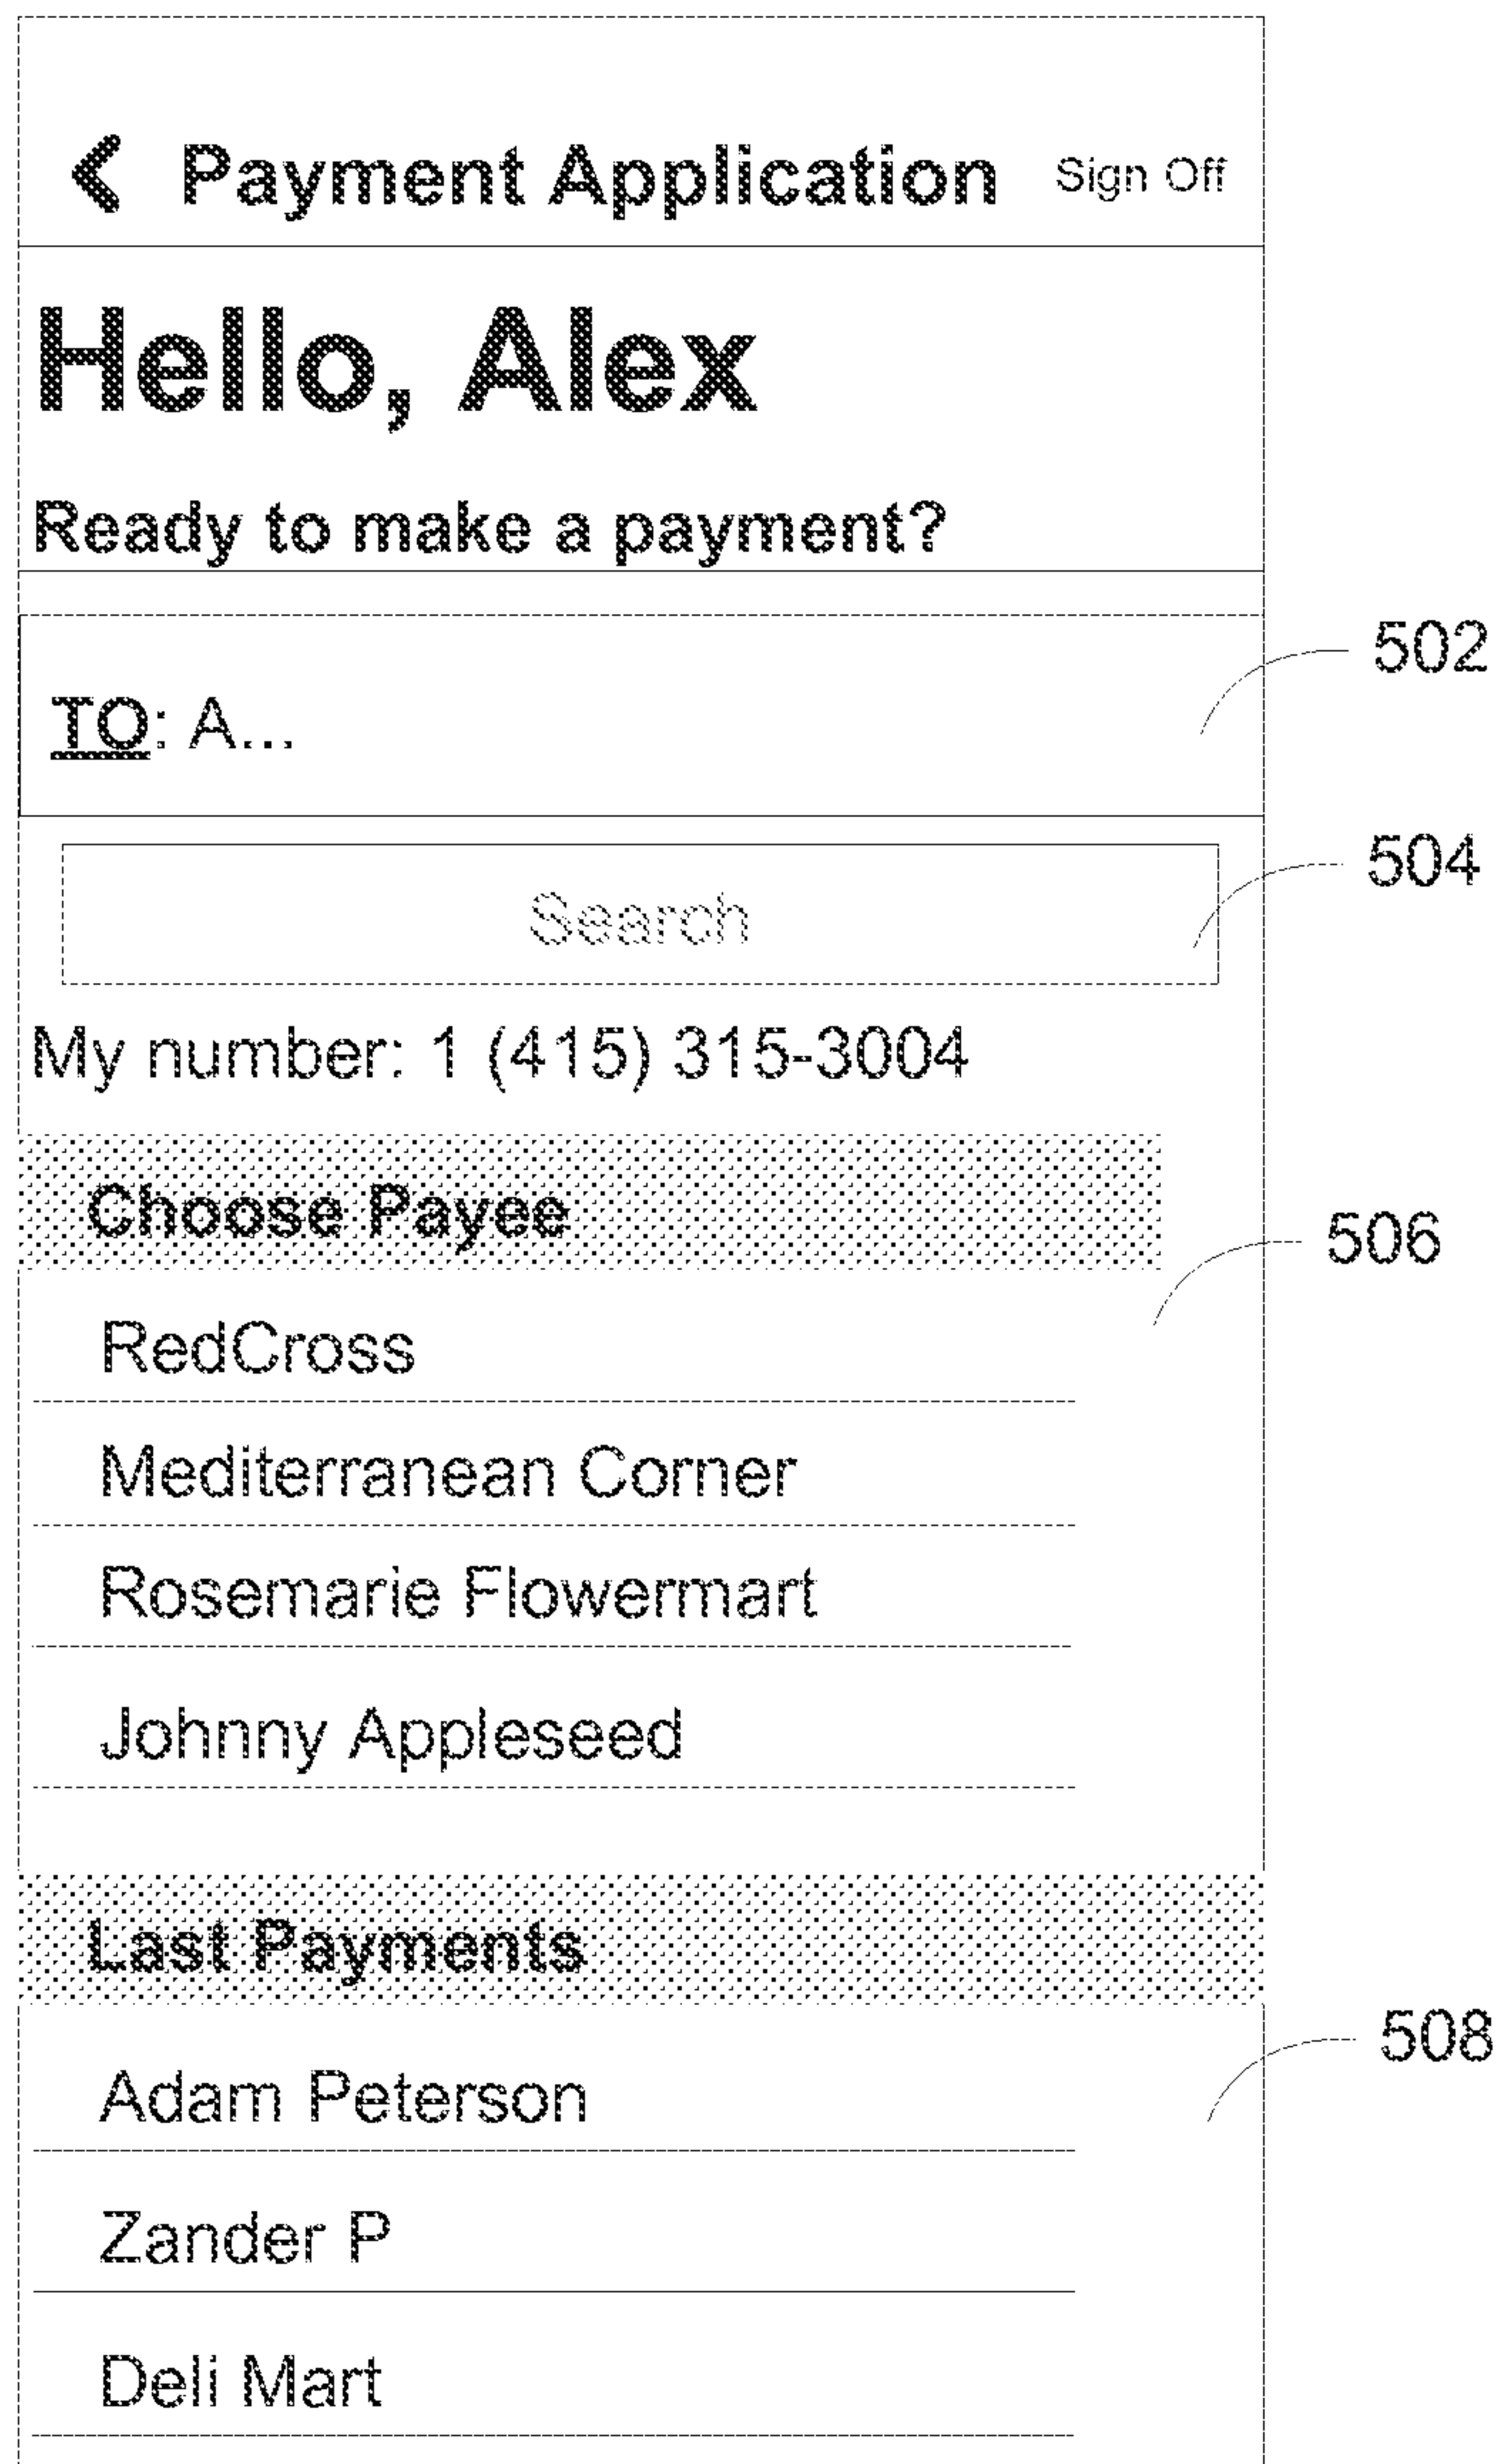 Payment Application Sign Off
Hello, Alex
Ready to make a payment?
502
TO: A...
504
Search
My number: 1 (415) 315-3004
Choose Payee
506
RedCross
Mediterranean Corner
Rosemarie Flowermart
Johnny Appleseed
Last Payments
508
Adam Peterson
Zander P
Deli Mart